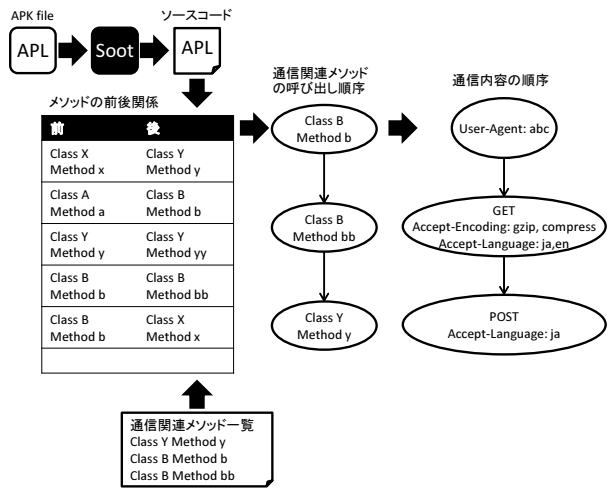 APK file
APL
Soot
ソースコード
APL
メソッドの前後関係
前 後
Class X Class Y
Method x Method y
Class A Class B
Method a Method b
Class Y Class Y
Method y Method yy
Class B Class B
Method b Method bb
Class B Class X
Method b Method x
通信関連メソッド一覧
Class Y Method y
Class B Method b
Class B Method bb
通信関連メソッド
の呼び出し順序
Class B
Method b
Class B
Method bb
Class Y
Method y
通信内容の順序
User-Agent: abc
GET
Accept-Encoding: gzip, compress
Accept-Language: ja,en
POST
Accept-Language: ja